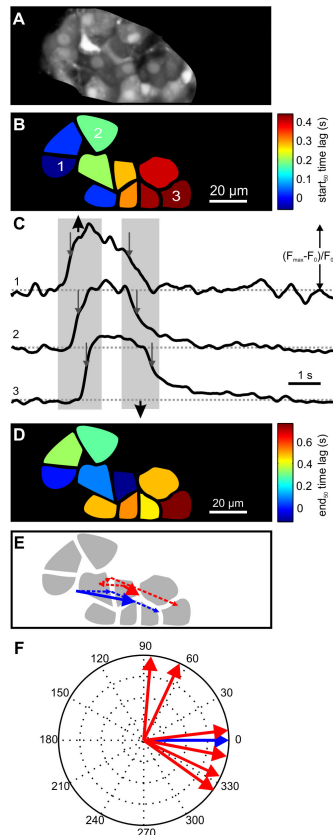 A
B
1
2
3
20 µm
0.4
0.3
0.2
0.1
0
start₅₀ time lag (s)
C
(Fmax-F₀)/F₀
1
2
3
1 s
D
20 µm
0.6
0.4
0.2
0
end₅₀ time lag (s)
E
F
90
120
60
150
30
180
0
210
330
240
300
270